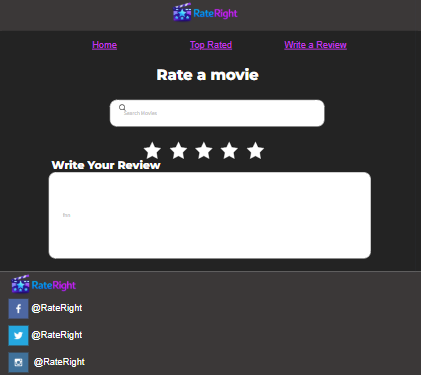 RateRight
Home Top Rated Write a Review
Rate a movie
Search Movies
Write Your Review
RateRight
@RateRight
@RateRight
@RateRight